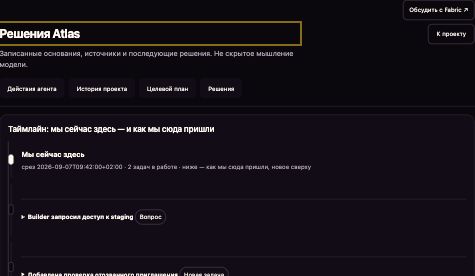 Обсудить с Fabric ↗
Решения Atlas
К проекту
Записанные основания, источники и последующие решения. Не скрытое мышление
модели.
Действия агента
История проекта
Целевой план
Решения
Таймлайн: мы сейчас здесь — и как мы сюда пришли
Мы сейчас здесь
срез 2026-09-07T09:42:00+02:00 · 2 задач в работе · ниже — как мы сюда пришли, новое сверху
▸ Builder запросил доступ к staging Вопрос
▸ Добавлена проверка отозванного приглашения Новая задача